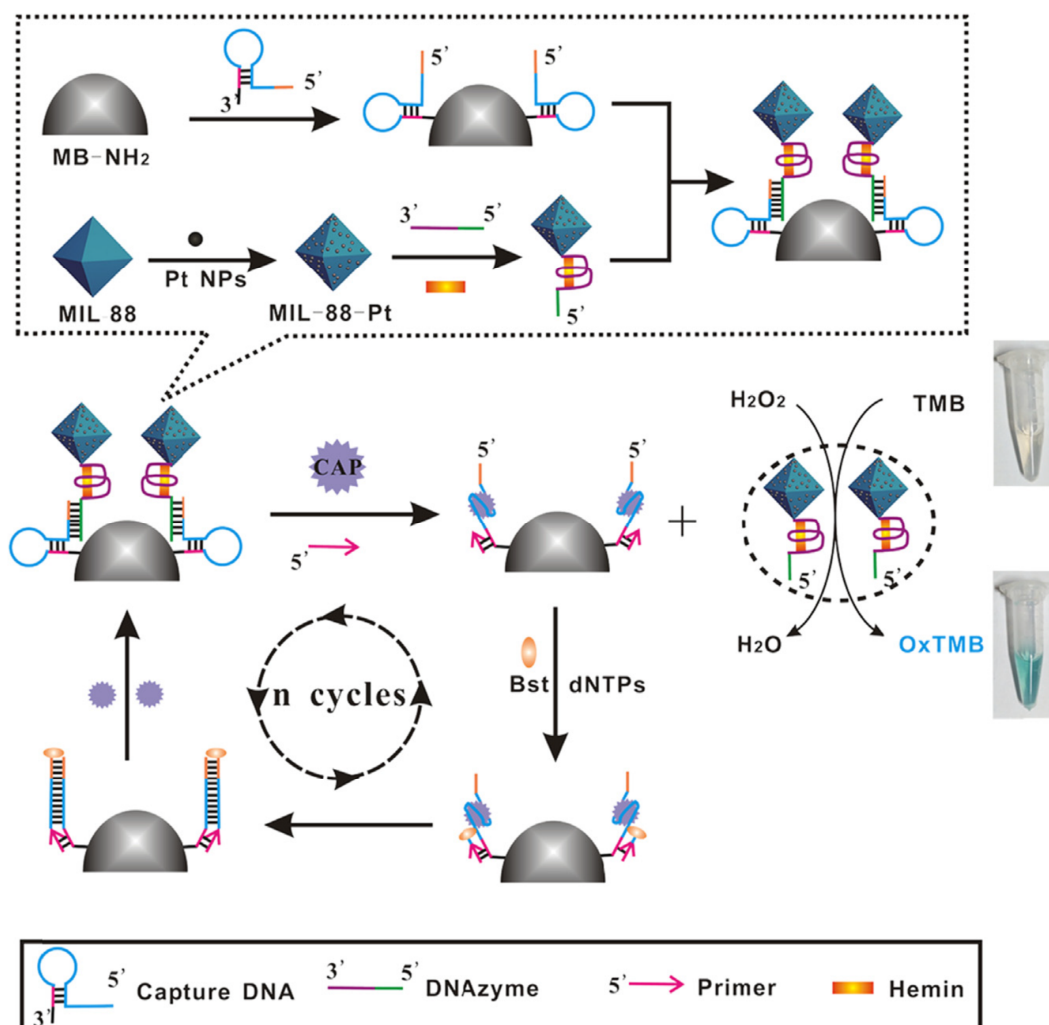 5’
3’
MB-NH2
5’
5’
MIL-88
Pt NPs
MIL-88-Pt
3’
5’
5’
CAP
5’
5’
5’
+
H2O2
TMB
5’
5’
H2O
OxTMB
Bst
dNTPs
n cycles
3’
5’
Capture DNA
3’
5’
DNAzyme
5’
Primer
Hemin